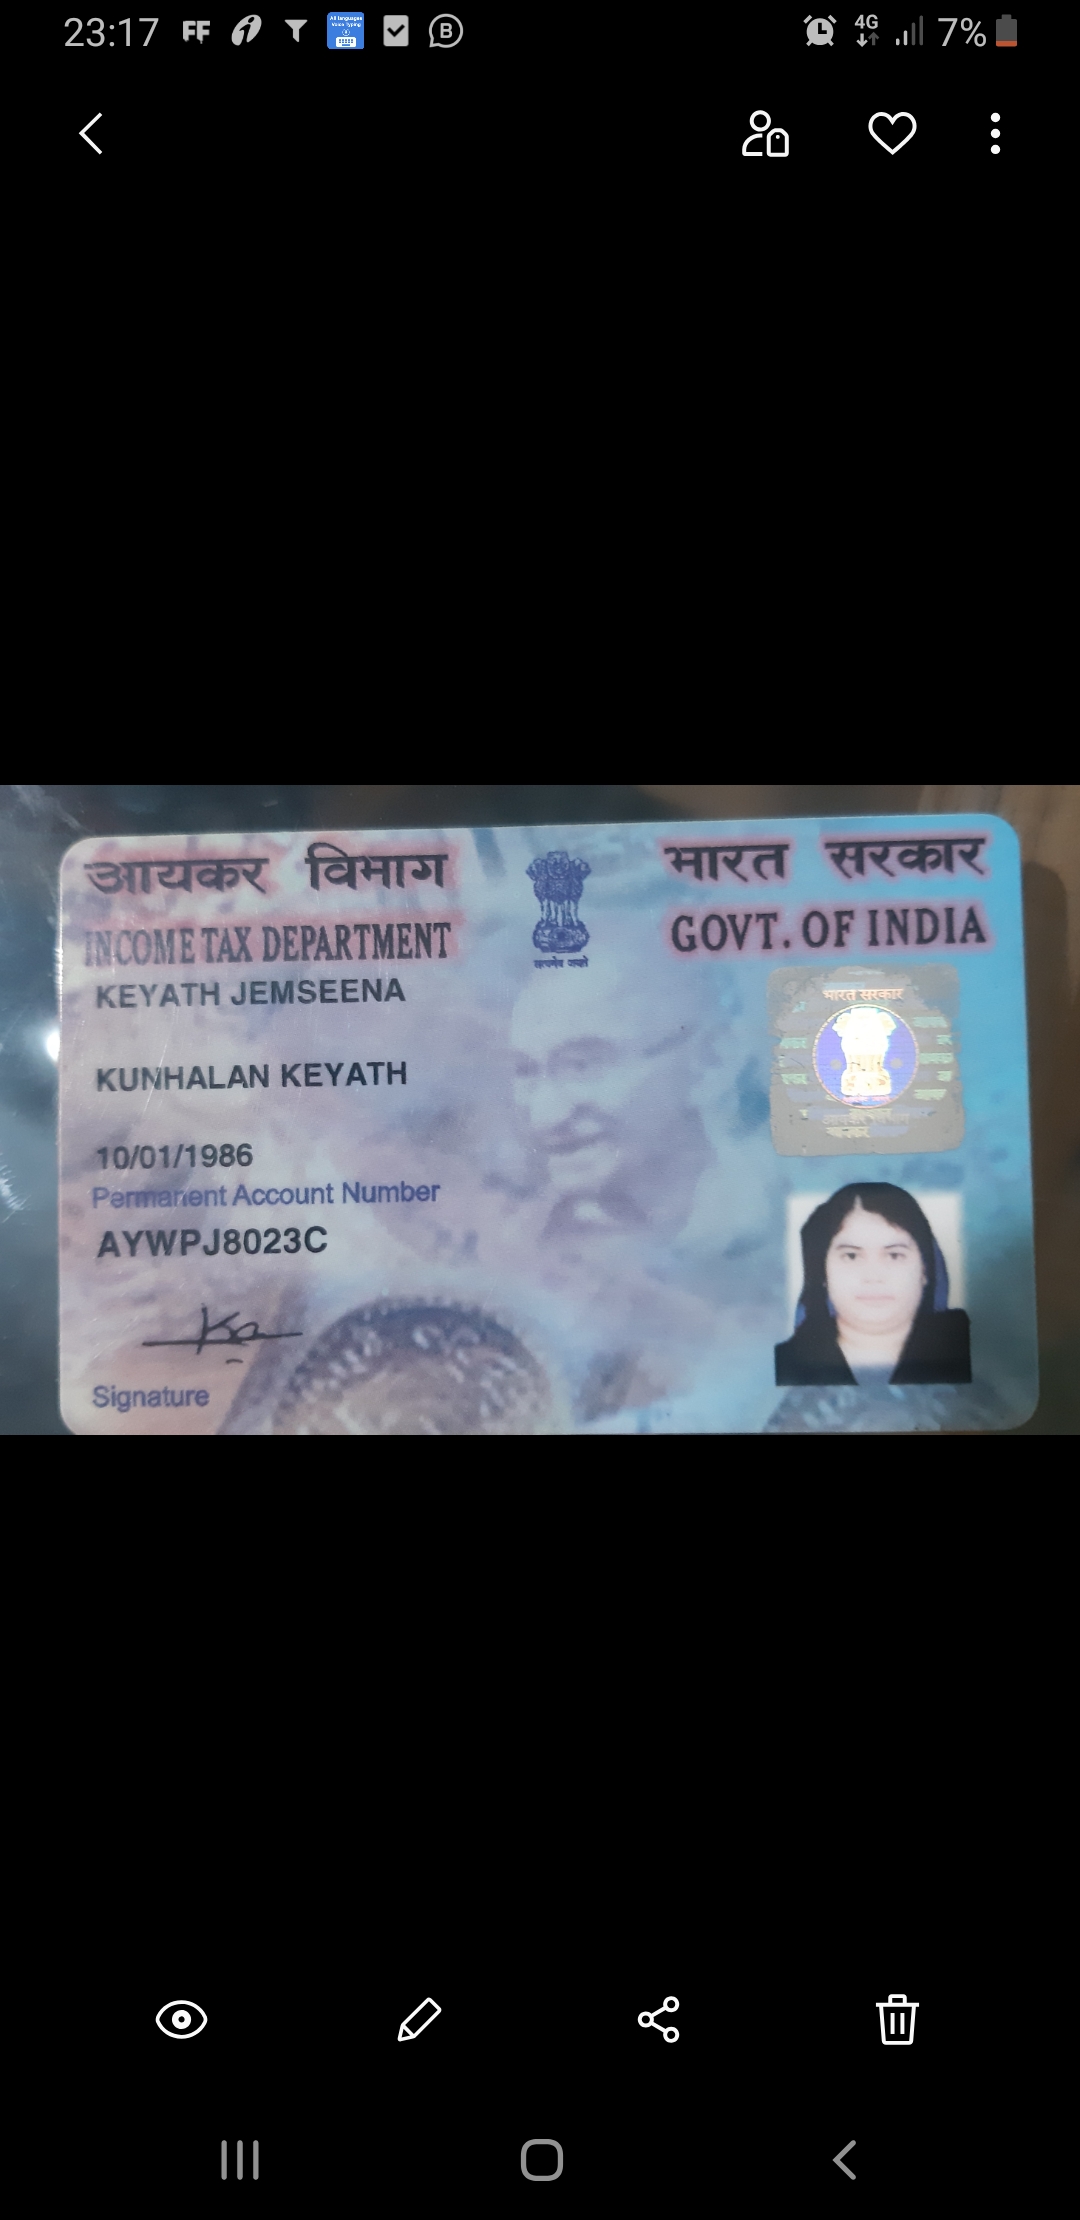 23:17 FF 4G 7%
आयकर विभाग
INCOME TAX DEPARTMENT
भारत सरकार
GOVT. OF INDIA
सत्यमेव जयते
KEYATH JEMSEENA
भारत सरकार
KUNHALAN KEYATH
10/01/1986
Permanent Account Number
AYWPJ8023C
Signature